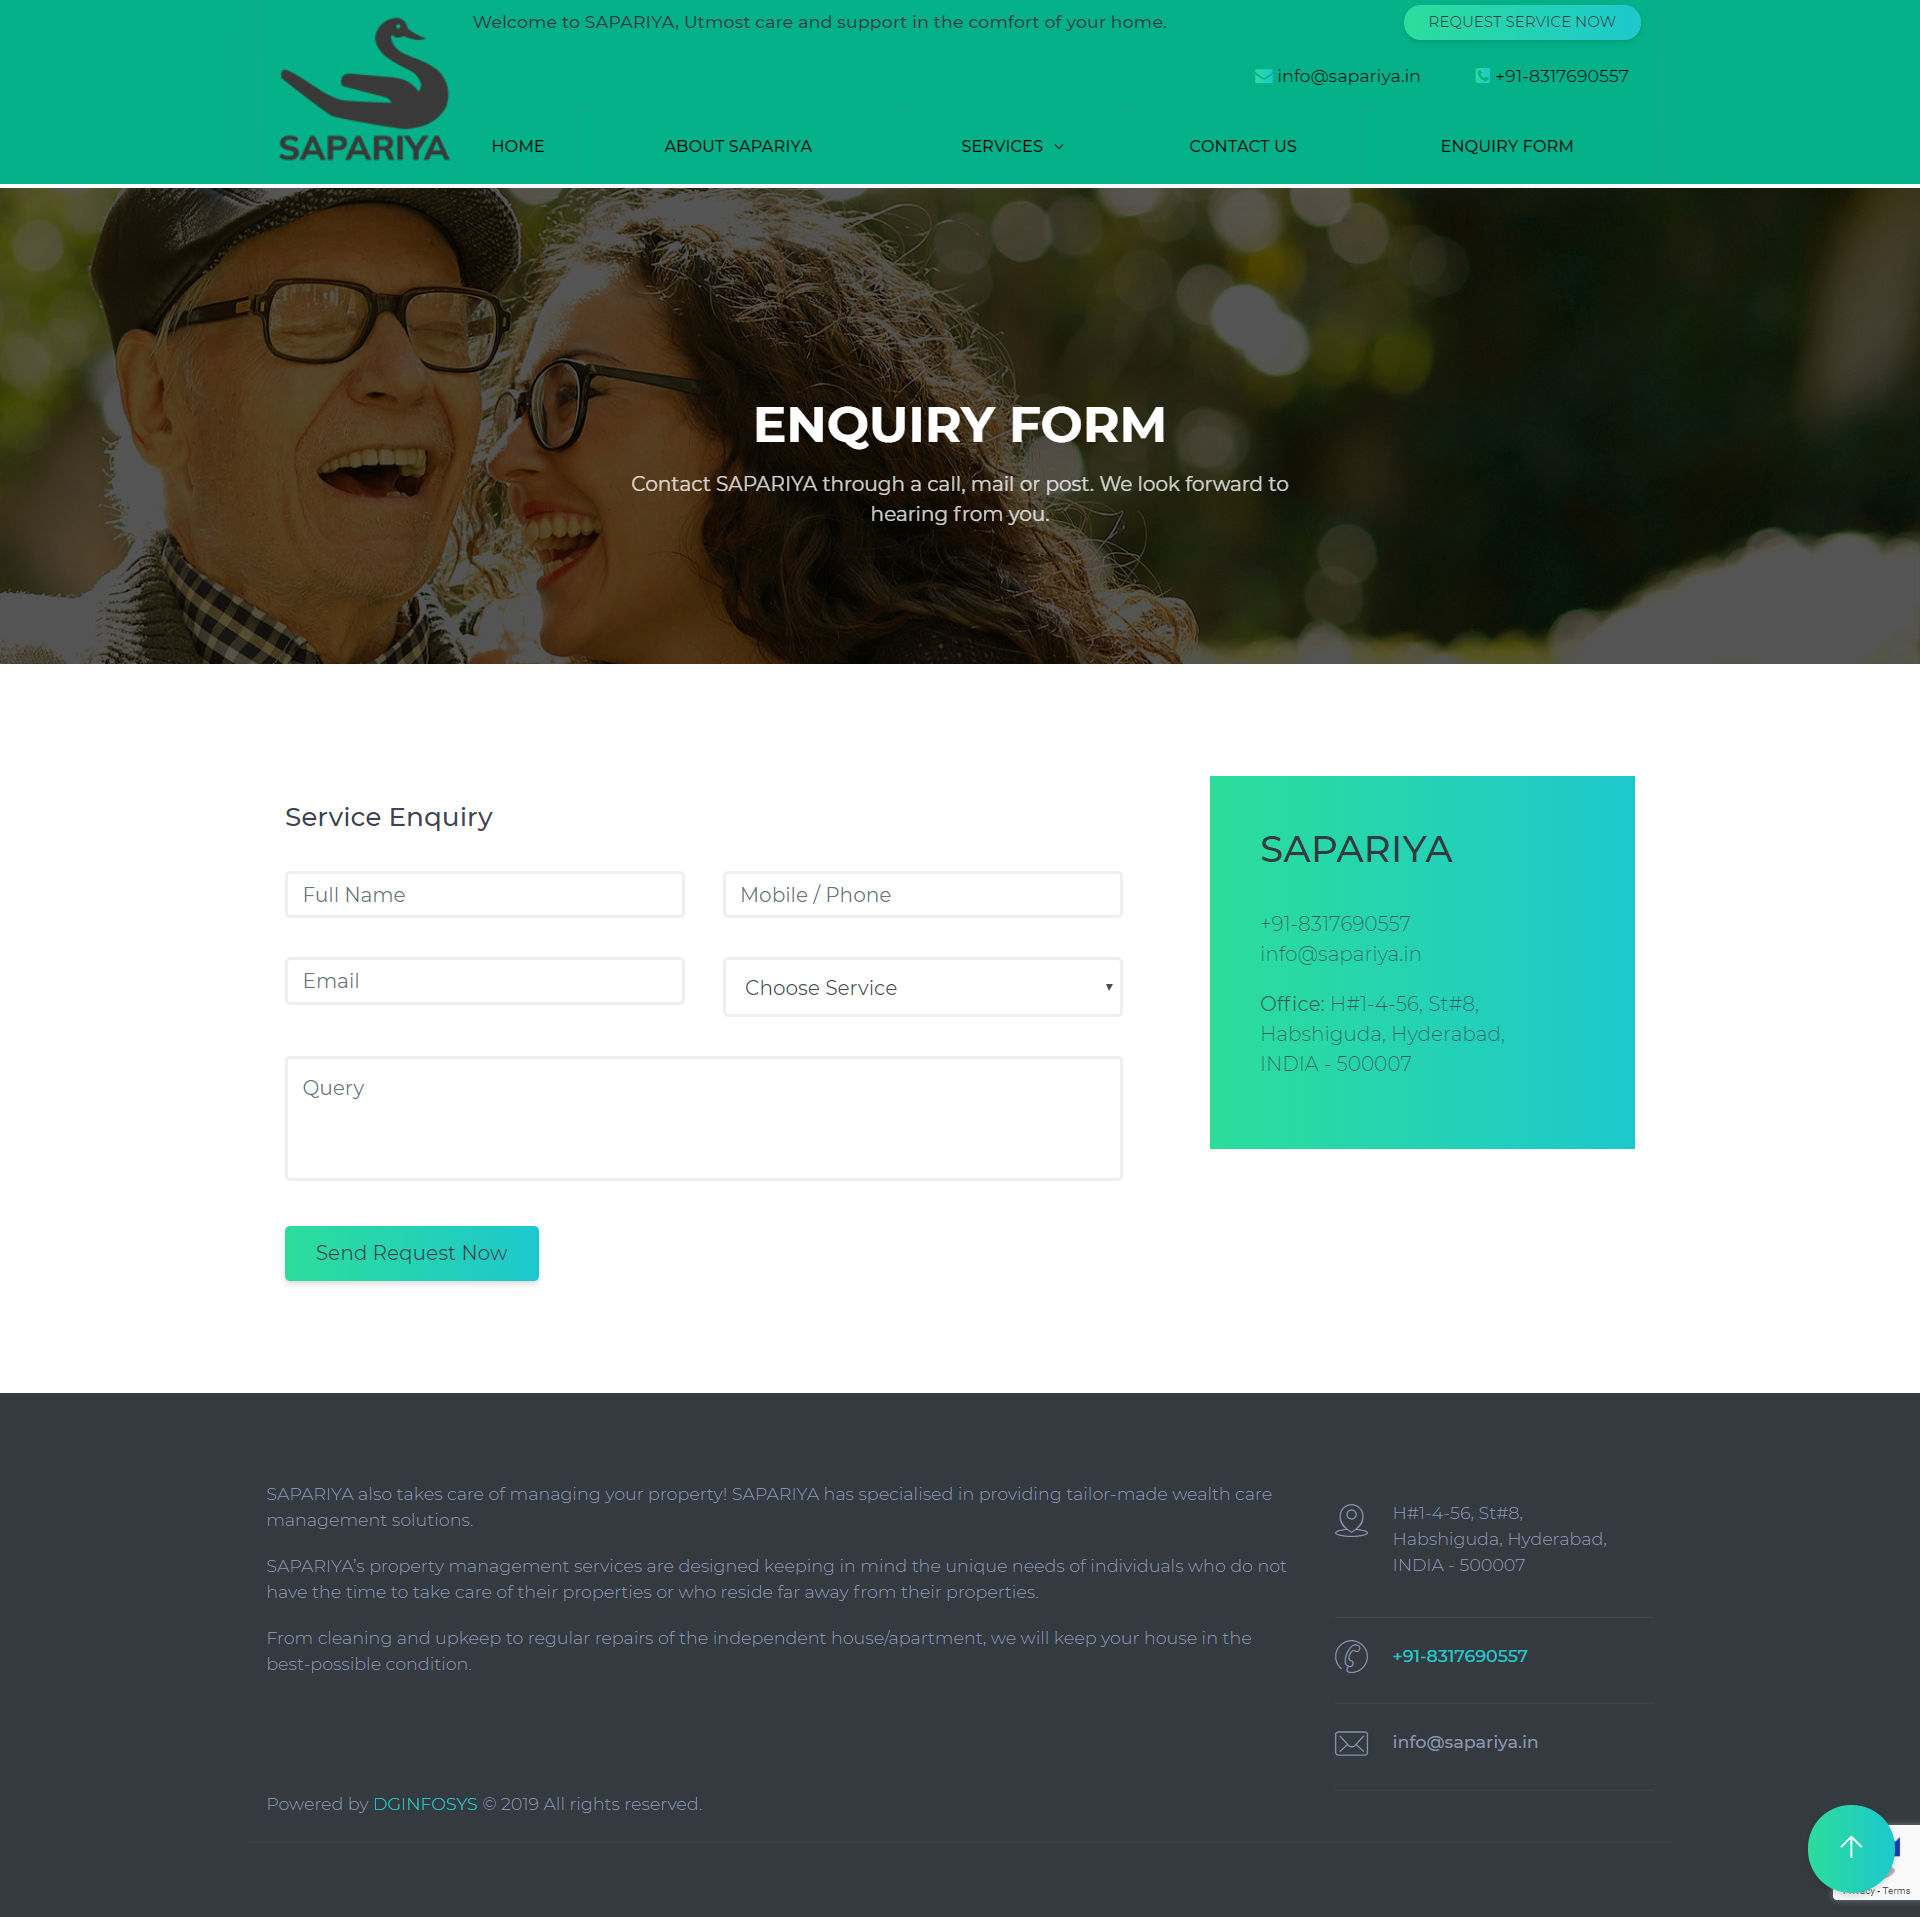 Welcome to SAPARIYA, Utmost care and support in the comfort of your home.
REQUEST SERVICE NOW
info@sapariya.in
+91-8317690557
SAPARIYA
HOME
ABOUT SAPARIYA
SERVICES
CONTACT US
ENQUIRY FORM
ENQUIRY FORM
Contact SAPARIYA through a call, mail or post. We look forward to
hearing from you.
Service Enquiry
Full Name
Mobile / Phone
Email
Choose Service
Query
Send Request Now
SAPARIYA
+91-8317690557
info@sapariya.in
Office: H#1-4-56, St#8,
Habshiguda, Hyderabad,
INDIA - 500007
SAPARIYA also takes care of managing your property! SAPARIYA has specialised in providing tailor-made wealth care
management solutions.
SAPARIYA’s property management services are designed keeping in mind the unique needs of individuals who do not
have the time to take care of their properties or who reside far away from their properties.
From cleaning and upkeep to regular repairs of the independent house/apartment, we will keep your house in the
best-possible condition.
Powered by DGINFOSYS © 2019 All rights reserved.
H#1-4-56, St#8,
Habshiguda, Hyderabad,
INDIA - 500007
+91-8317690557
info@sapariya.in
- Terms